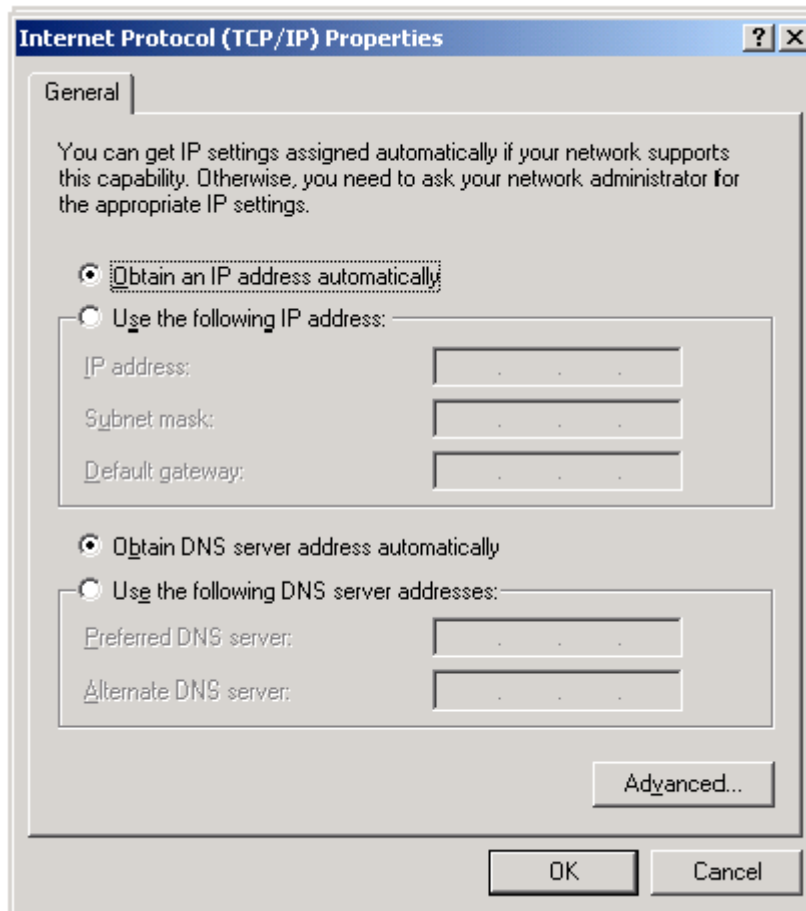 Internet Protocol (TCP/IP) Properties
General
You can get IP settings assigned automatically if your network supports
this capability. Otherwise, you need to ask your network administrator for
the appropriate IP settings.
Obtain an IP address automatically
Use the following IP address:
IP address:
Subnet mask:
Default gateway:
Obtain DNS server address automatically
Use the following DNS server addresses:
Preferred DNS server:
Alternate DNS server:
Advanced...
OK Cancel